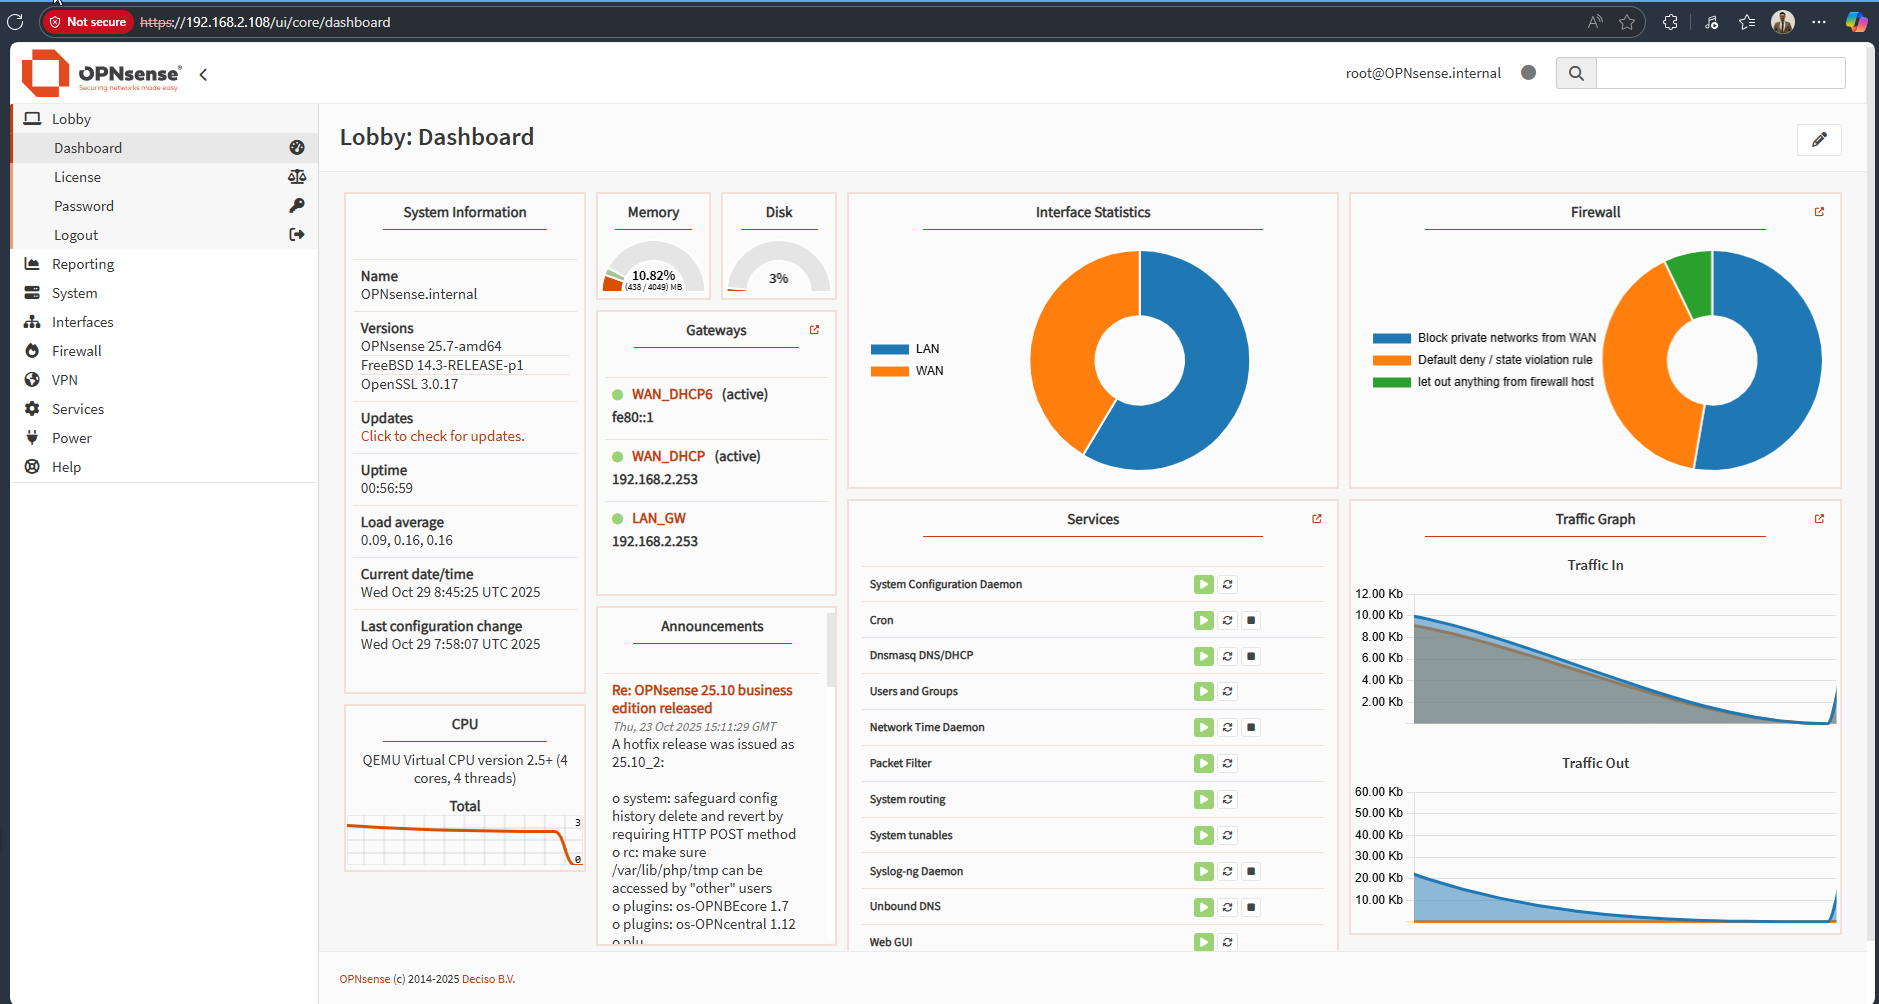 Not secure
https://192.168.2.108/ui/core/dashboard
OPNsense
Securing networks made easy
root@OPNsense.internal
Lobby
Dashboard
License
Password
Logout
Reporting
System
Interfaces
Firewall
VPN
Services
Power
Help
Lobby: Dashboard
System Information
Name
OPNsense.internal
Versions
OPNsense 25.7-amd64
FreeBSD 14.3-RELEASE-p1
OpenSSL 3.0.17
Updates
Click to check for updates.
Uptime
00:56:59
Load average
0.09, 0.16, 0.16
Current date/time
Wed Oct 29 8:45:25 UTC 2025
Last configuration change
Wed Oct 29 7:58:07 UTC 2025
CPU
QEMU Virtual CPU version 2.5+ (4
cores, 4 threads)
Total
3
0
Memory
10.82%
(438 / 4049) MB
Disk
3%
Gateways
WAN_DHCP6 (active)
fe80::1
WAN_DHCP (active)
192.168.2.253
LAN_GW
192.168.2.253
Announcements
Re: OPNsense 25.10 business
edition released
Thu, 23 Oct 2025 15:11:29 GMT
A hotfix release was issued as
25.10_2:
o system: safeguard config
history delete and revert by
requiring HTTP POST method
o rc: make sure
/var/lib/php/tmp can be
accessed by "other" users
o plugins: os-OPNBEcore 1.7
o plugins: os-OPNcentral 1.12
o plu
Interface Statistics
LAN
WAN
Services
System Configuration Daemon
Cron
Dnsmasq DNS/DHCP
Users and Groups
Network Time Daemon
Packet Filter
System routing
System tunables
Syslog-ng Daemon
Unbound DNS
Web GUI
Firewall
Block private networks from WAN
Default deny / state violation rule
let out anything from firewall host
Traffic Graph
Traffic In
12.00 Kb
10.00 Kb
8.00 Kb
6.00 Kb
4.00 Kb
2.00 Kb
Traffic Out
60.00 Kb
50.00 Kb
40.00 Kb
30.00 Kb
20.00 Kb
10.00 Kb
OPNsense (c) 2014-2025 Deciso B.V.